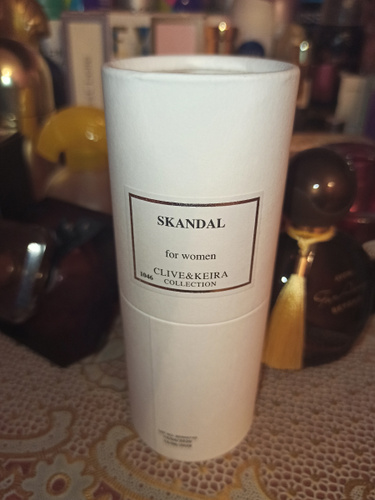 SKANDAL
for women
1046
CLIVE&KEIRA
COLLECTION